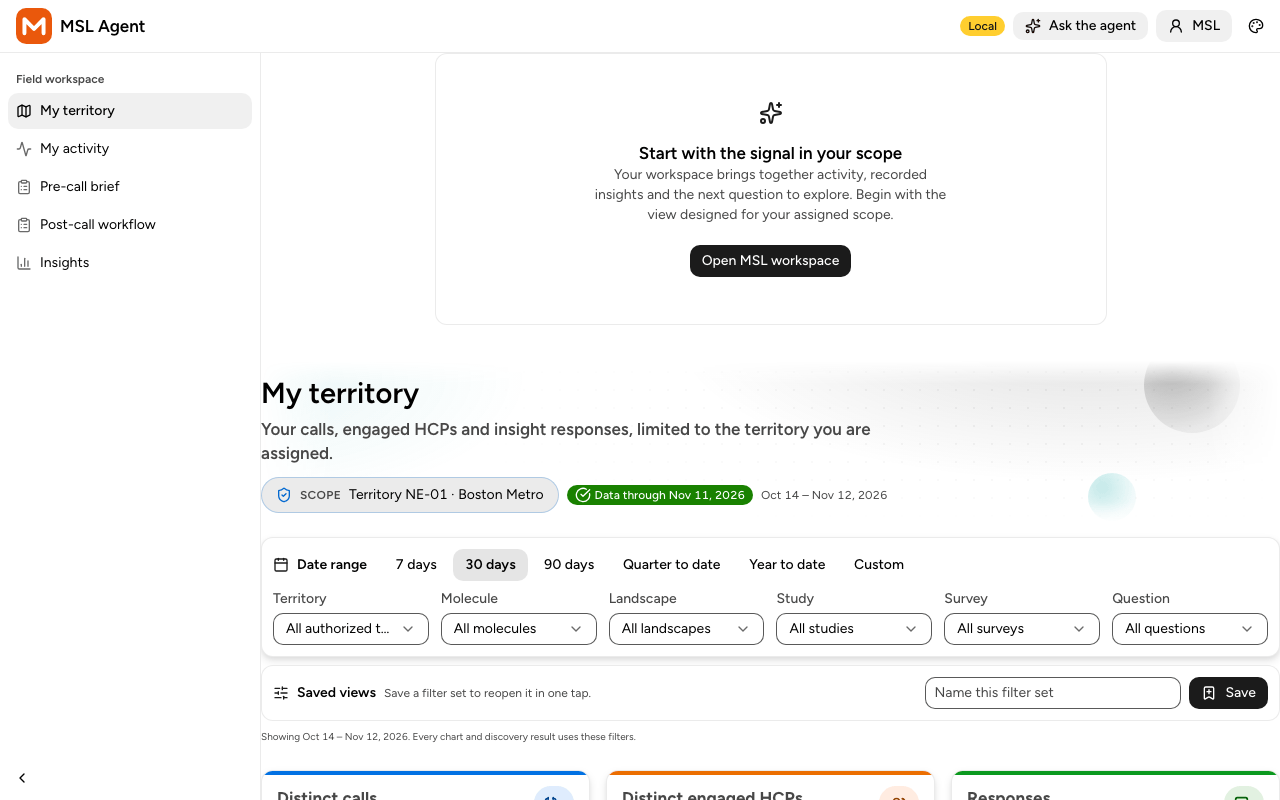 MSL Agent
Local
Ask the agent
MSL
Field workspace
My territory
My activity
Pre-call brief
Post-call workflow
Insights
Start with the signal in your scope
Your workspace brings together activity, recorded
insights and the next question to explore. Begin with the
view designed for your assigned scope.
Open MSL workspace
My territory
Your calls, engaged HCPs and insight responses, limited to the territory you are
assigned.
SCOPE Territory NE-01 · Boston Metro
Data through Nov 11, 2026
Oct 14 – Nov 12, 2026
Date range
7 days
30 days
90 days
Quarter to date
Year to date
Custom
Territory
Molecule
Landscape
Study
Survey
Question
All authorized t...
All molecules
All landscapes
All studies
All surveys
All questions
Saved views
Save a filter set to reopen it in one tap.
Name this filter set
Save
Showing Oct 14 – Nov 12, 2026. Every chart and discovery result uses these filters.
Distinct calls
Distinct engaged HCPs
Responses